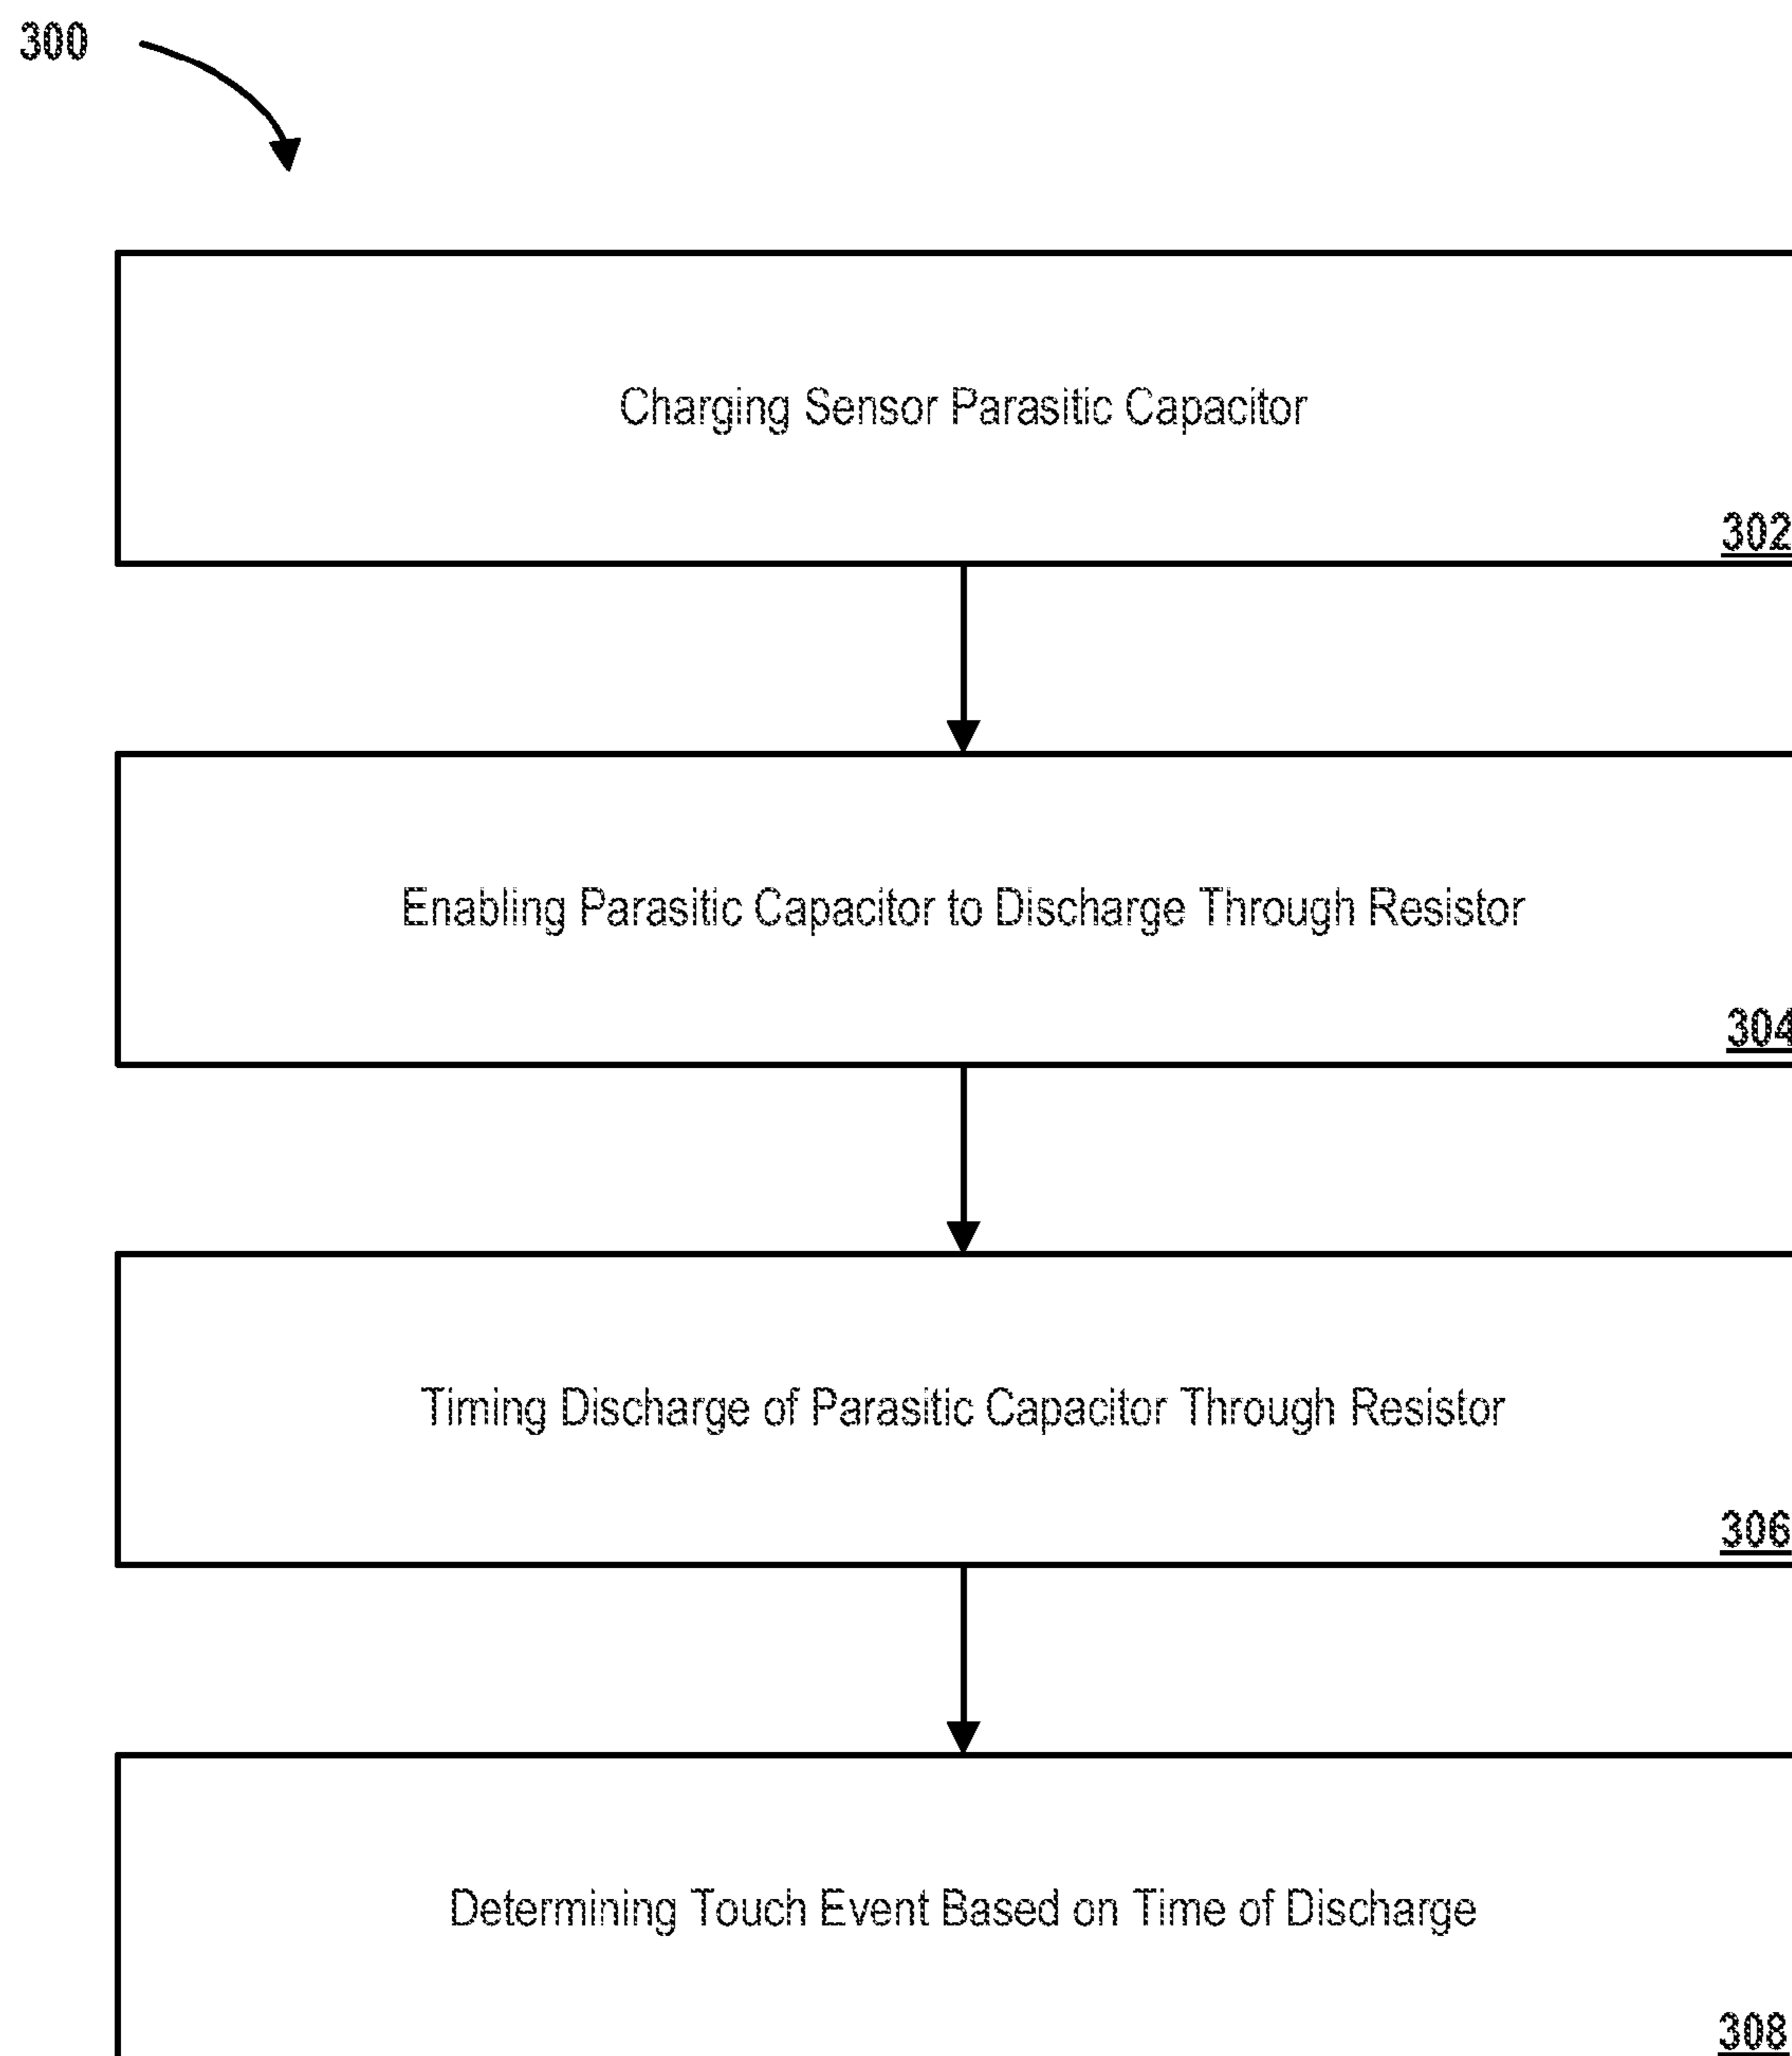 300
Charging Sensor Parasitic Capacitor
302
Enabling Parasitic Capacitor to Discharge Through Resistor
304
Timing Discharge of Parasitic Capacitor Through Resistor
306
Determining Touch Event Based on Time of Discharge
308